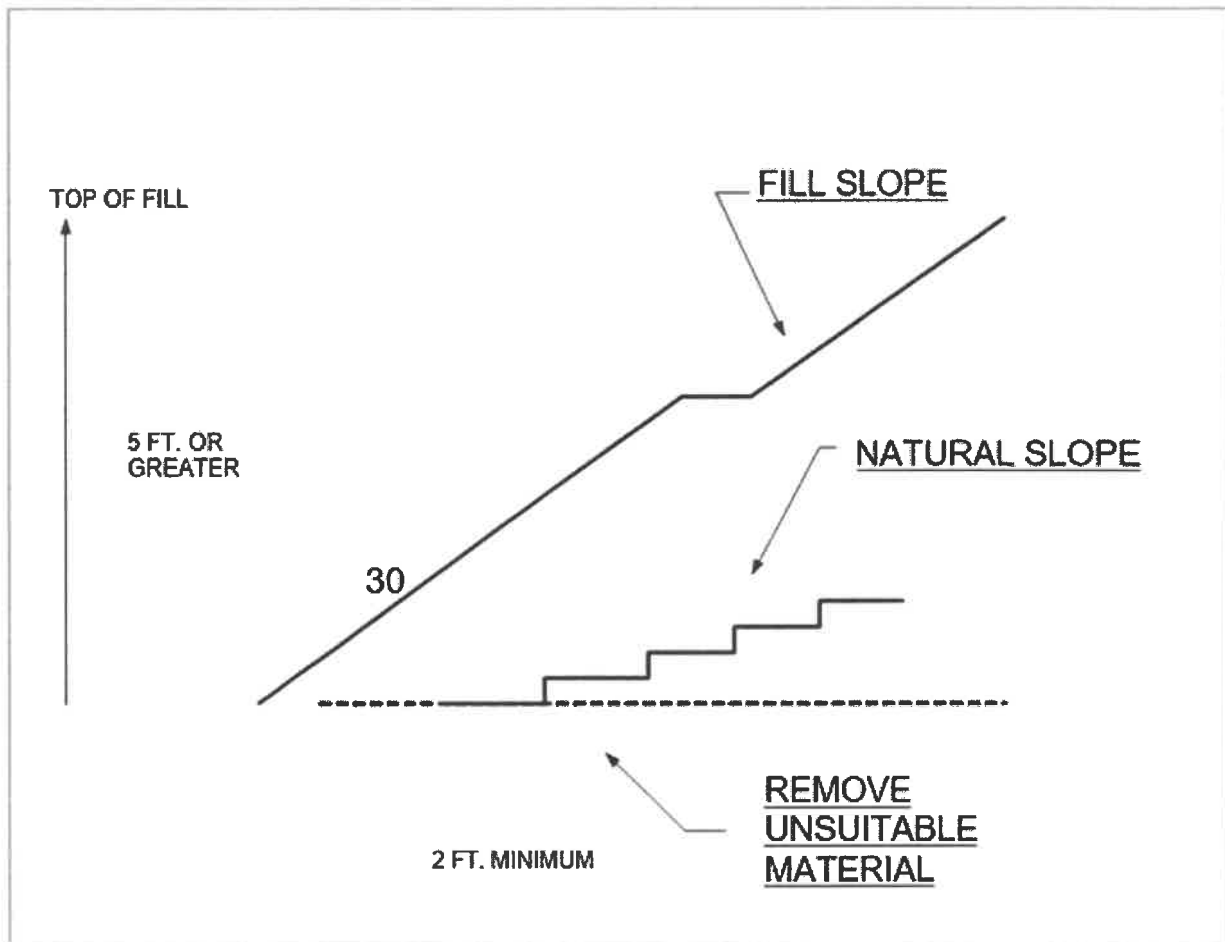 TOP OF FILL
FILL SLOPE
5 FT. OR
GREATER
NATURAL SLOPE
30
REMOVE
UNSUITABLE
MATERIAL
2 FT. MINIMUM